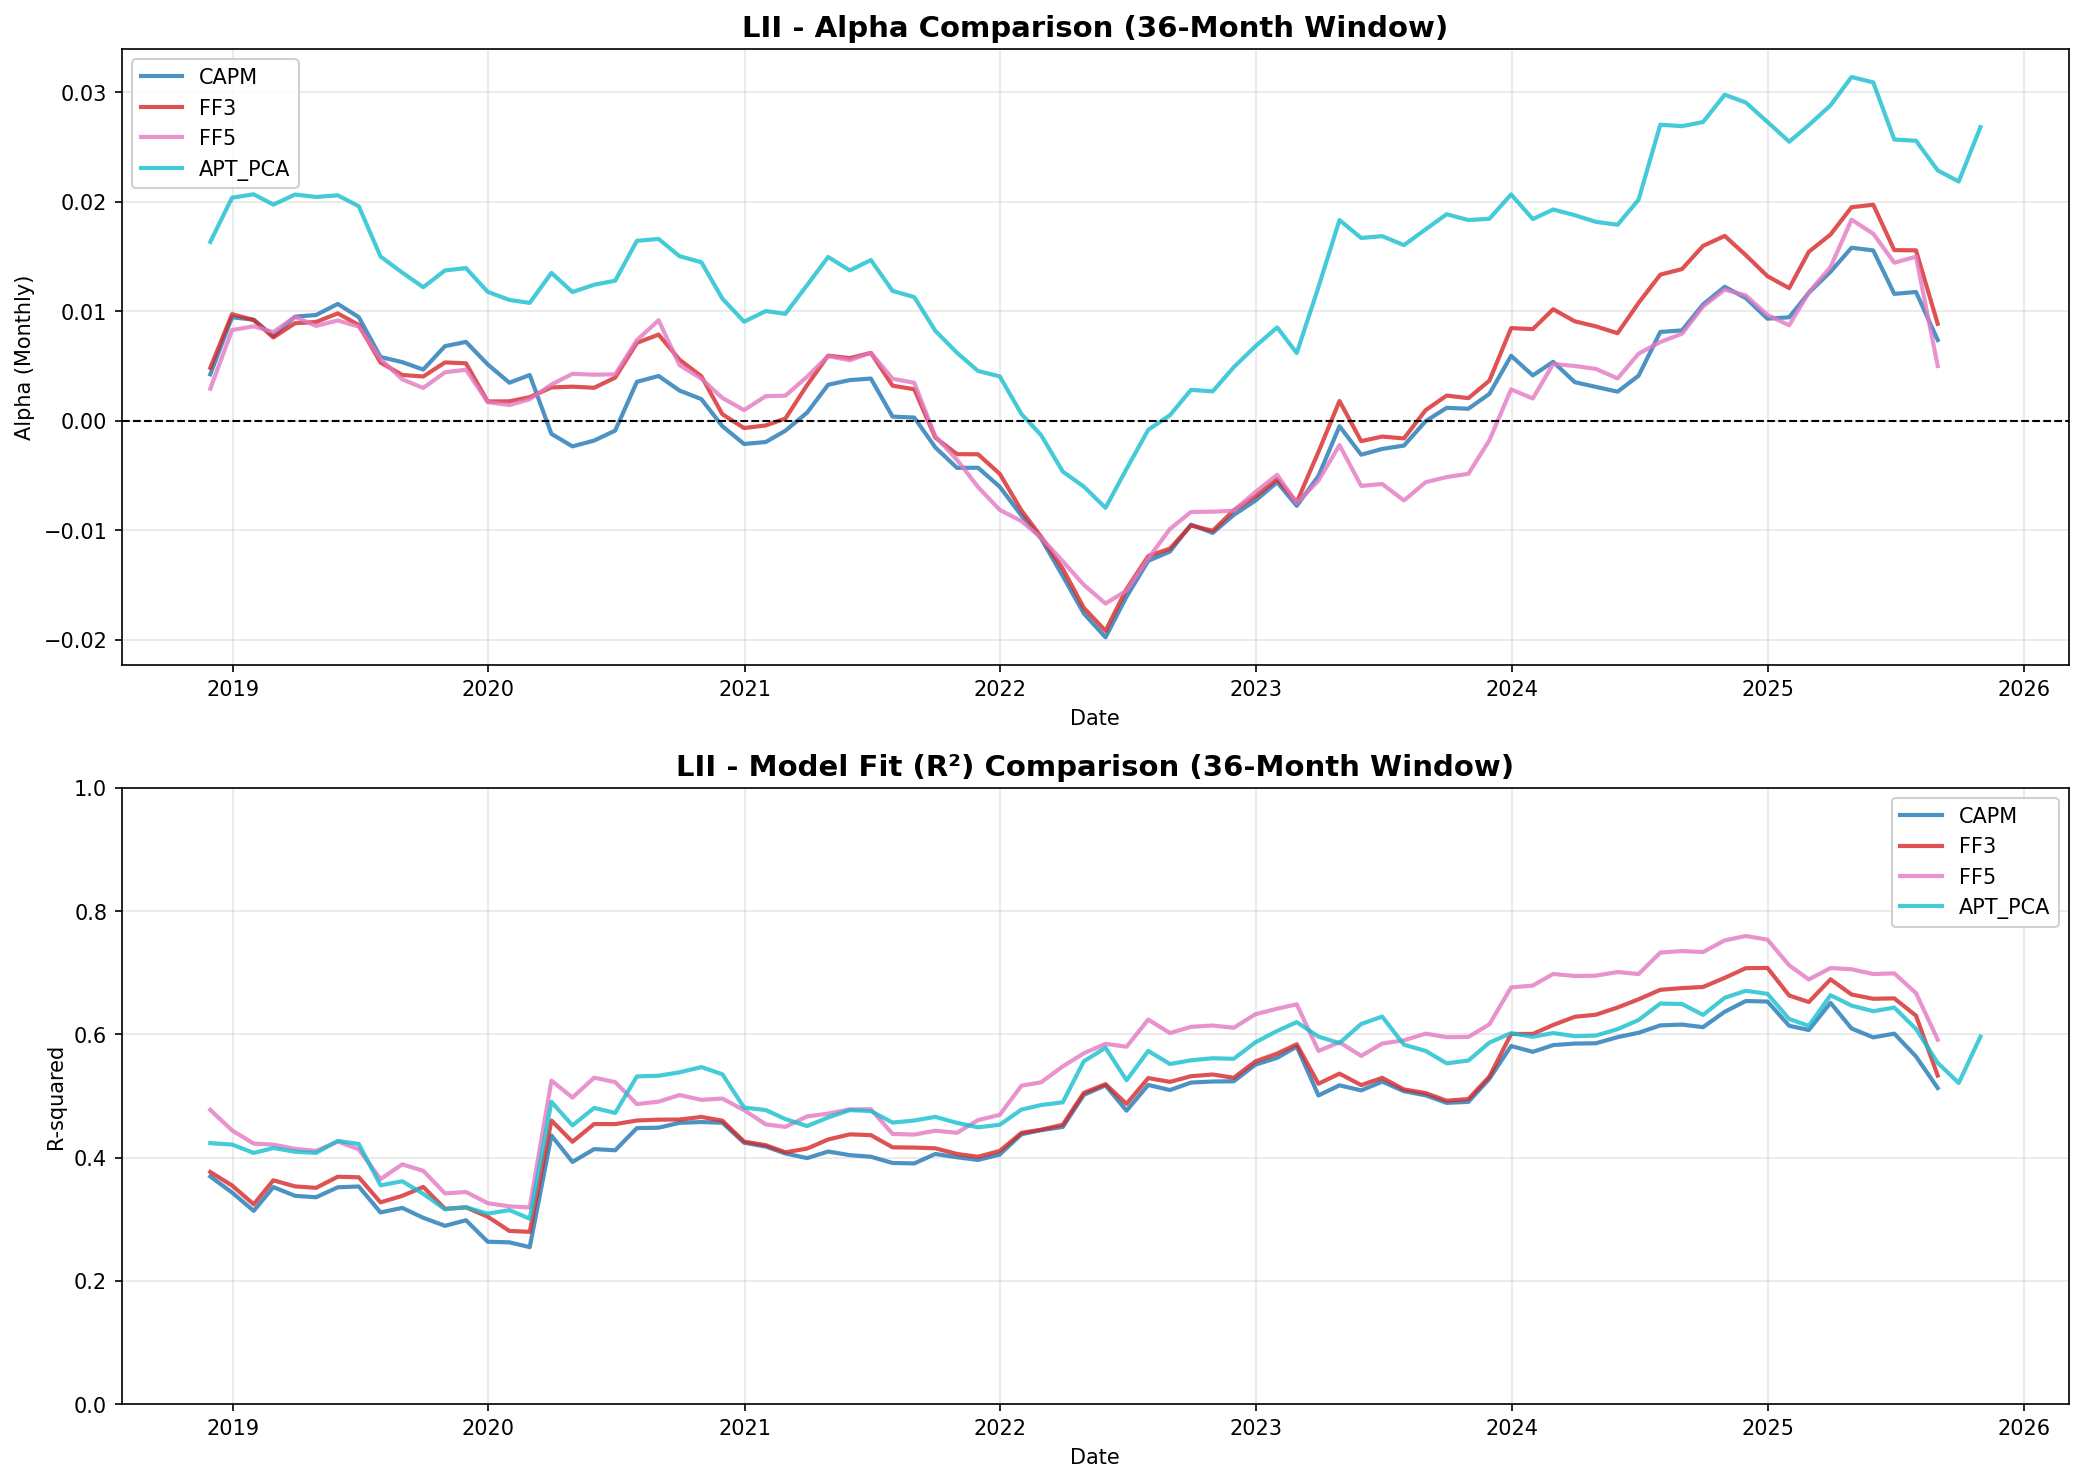 LII - Alpha Comparison (36-Month Window)
CAPM
FF3
FF5
APT_PCA
Alpha (Monthly)
0.03
0.02
0.01
0.00
−0.01
−0.02
2019 2020 2021 2022 2023 2024 2025 2026
Date
LII - Model Fit (R²) Comparison (36-Month Window)
CAPM
FF3
FF5
APT_PCA
R-squared
1.0
0.8
0.6
0.4
0.2
0.0
2019 2020 2021 2022 2023 2024 2025 2026
Date